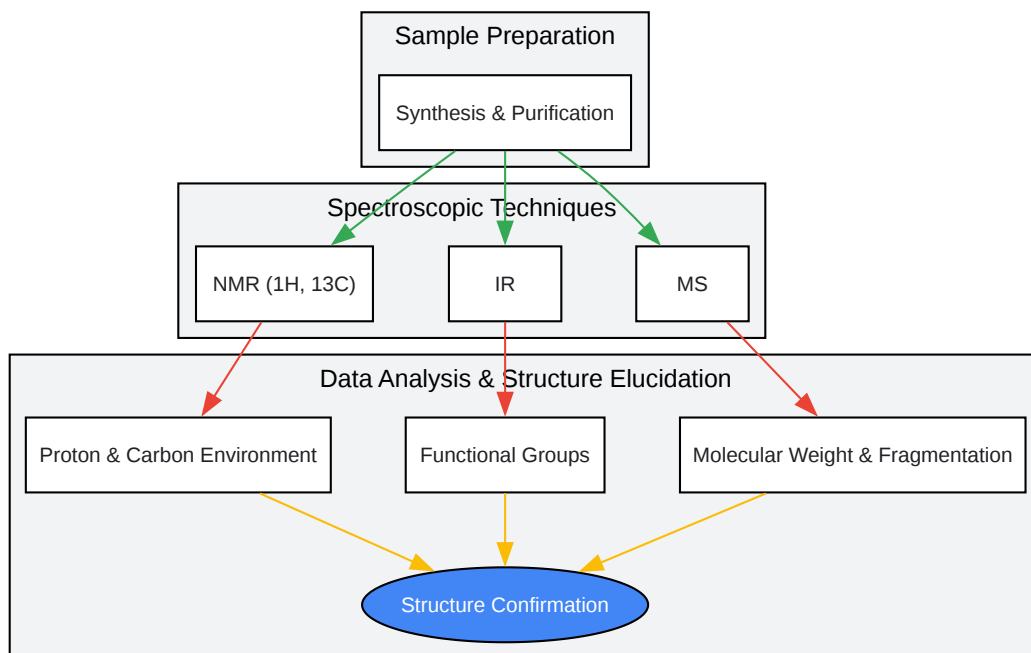 Sample Preparation
Synthesis & Purification
Spectroscopic Techniques
NMR (1H, 13C)
IR
MS
Data Analysis & Structure Elucidation
Proton & Carbon Environment
Functional Groups
Molecular Weight & Fragmentation
Structure Confirmation